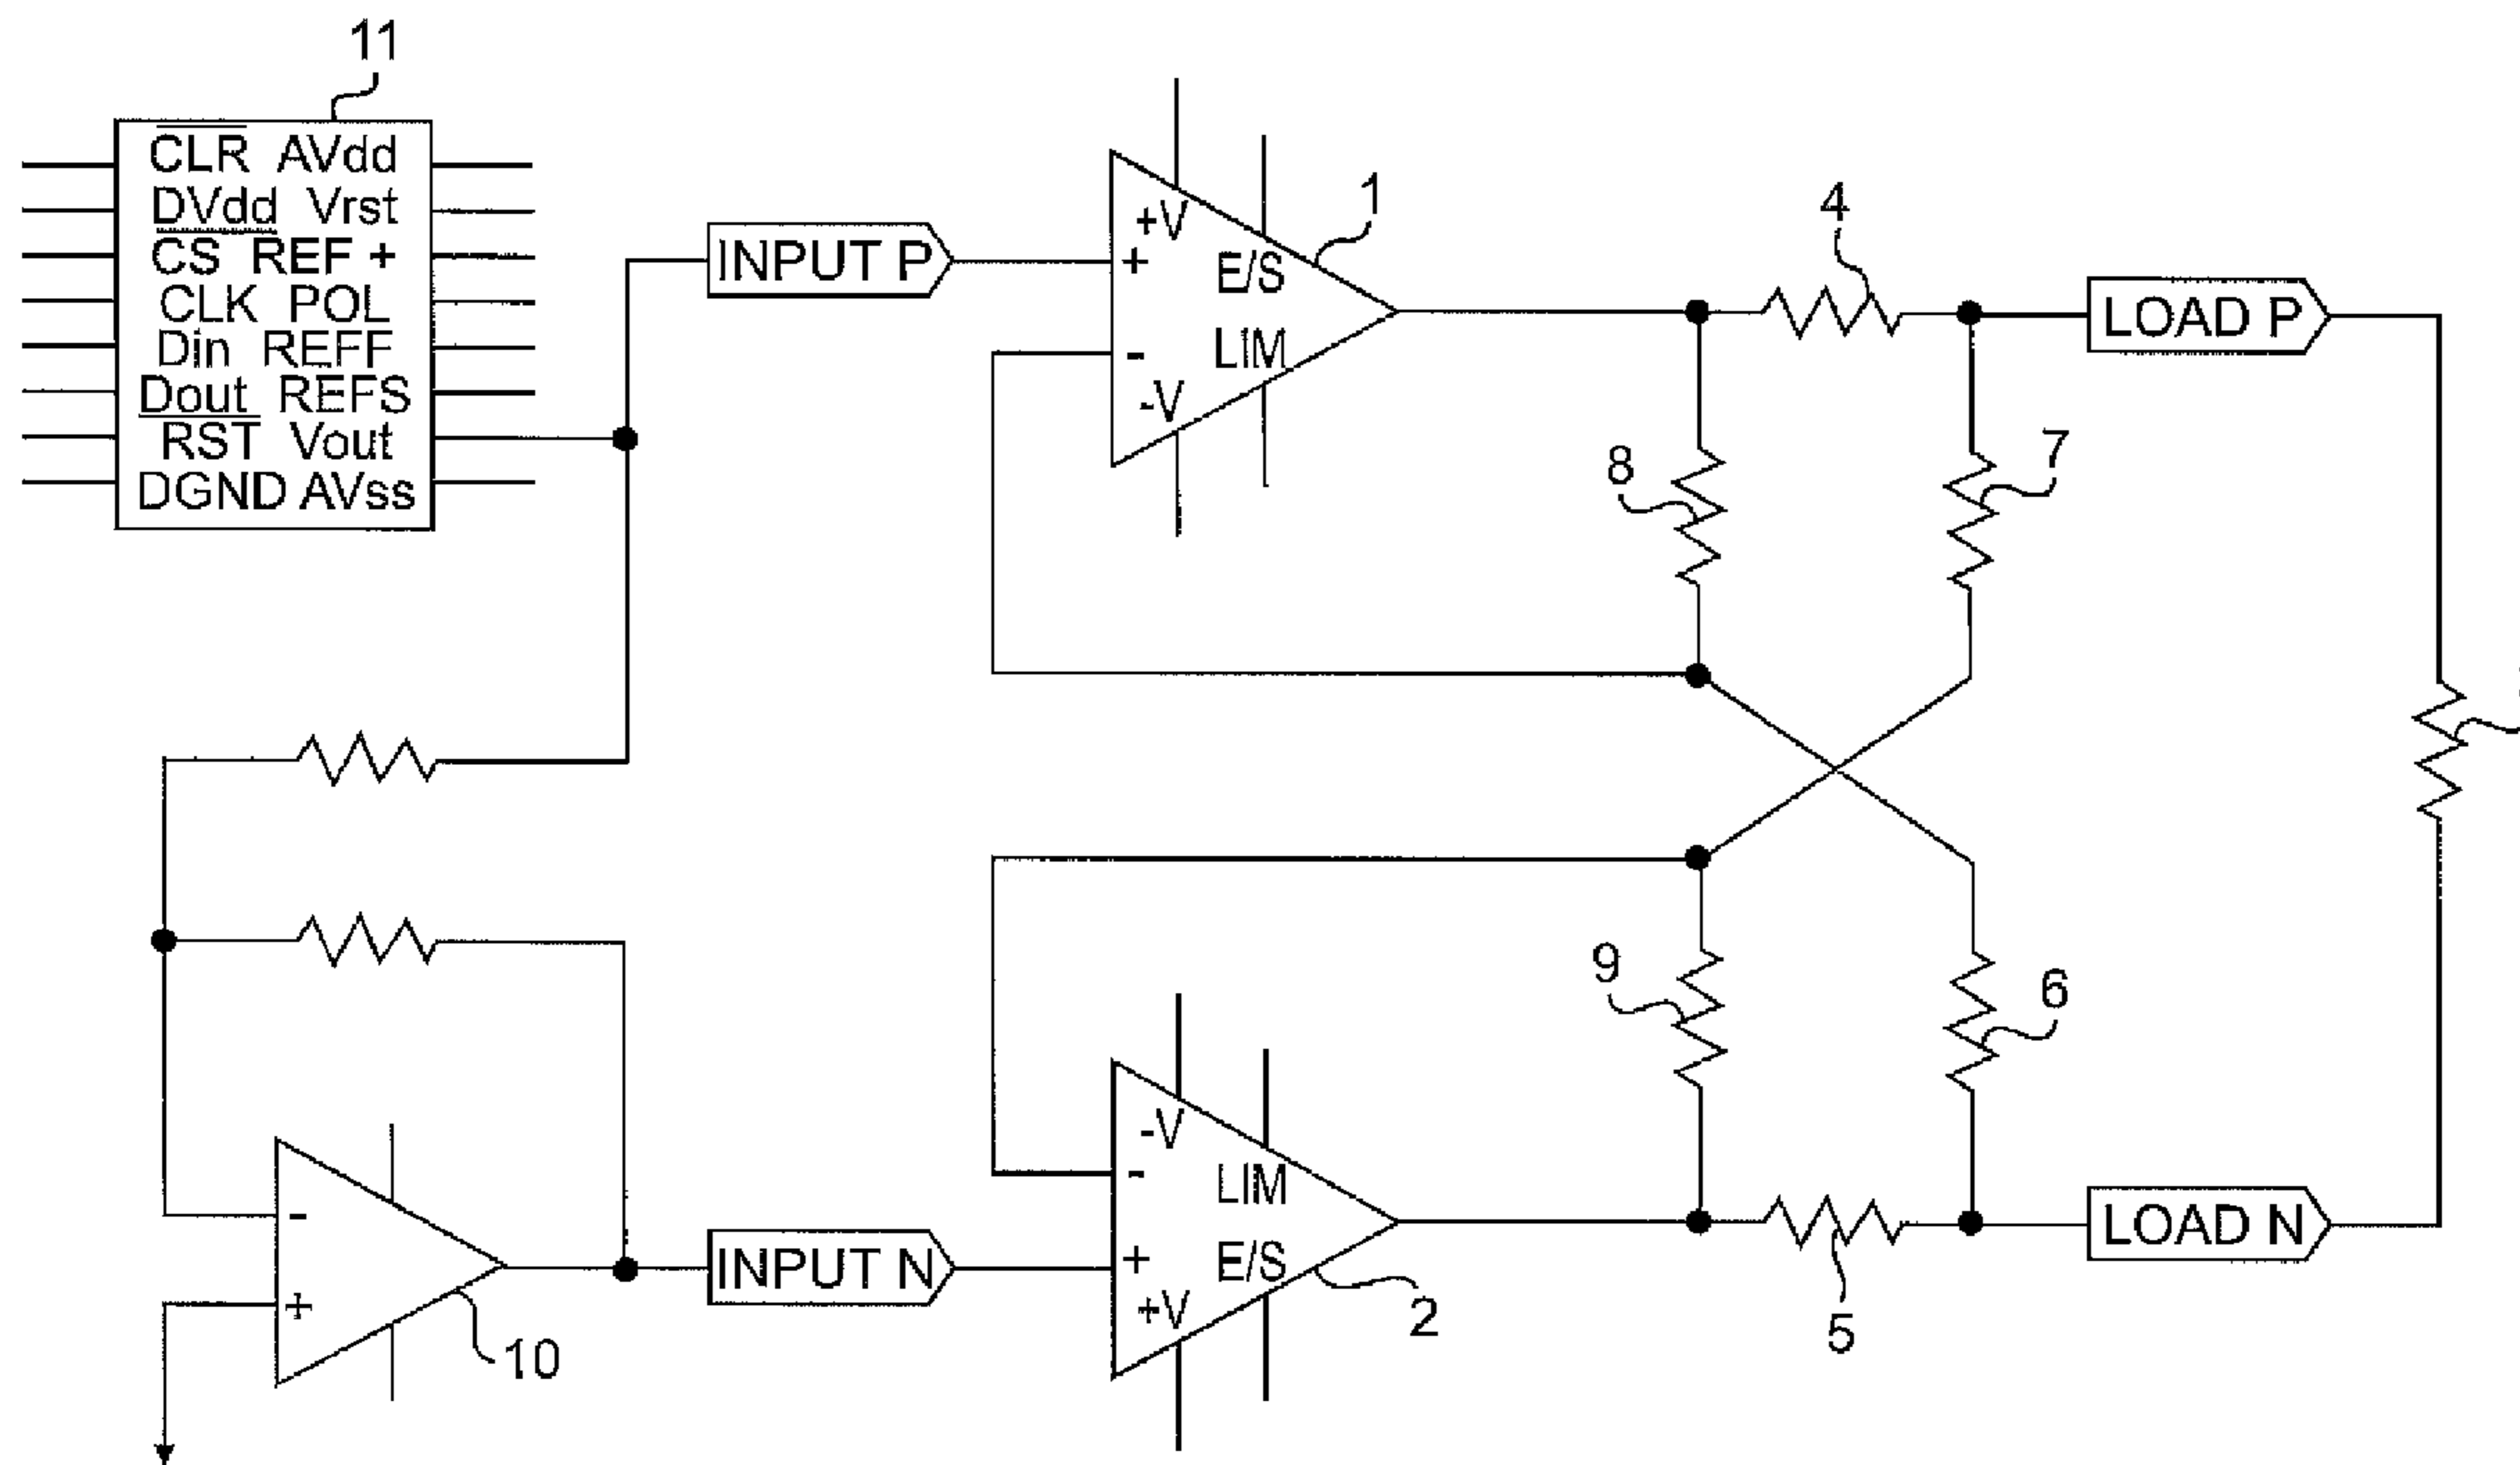 11
CLR AVdd
DVdd Vrst
CS REF +
CLK POL
Din REFF
Dout REFS
RST Vout
DGND AVss
INPUT P
+V
+
E/S
LIM
-
-V
1
4
LOAD P
8
7
9
6
-V
-
LIM
+
E/S
+V
2
5
INPUT N
LOAD N
-
+
10